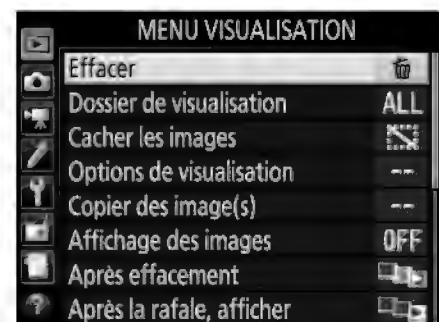 MENU VISUALISATION
Effacer
Dossier de visualisation ALL
Cacher les images
Options de visualisation --
Copier des image(s) --
Affichage des images OFF
Après effacement
Après la rafale, afficher